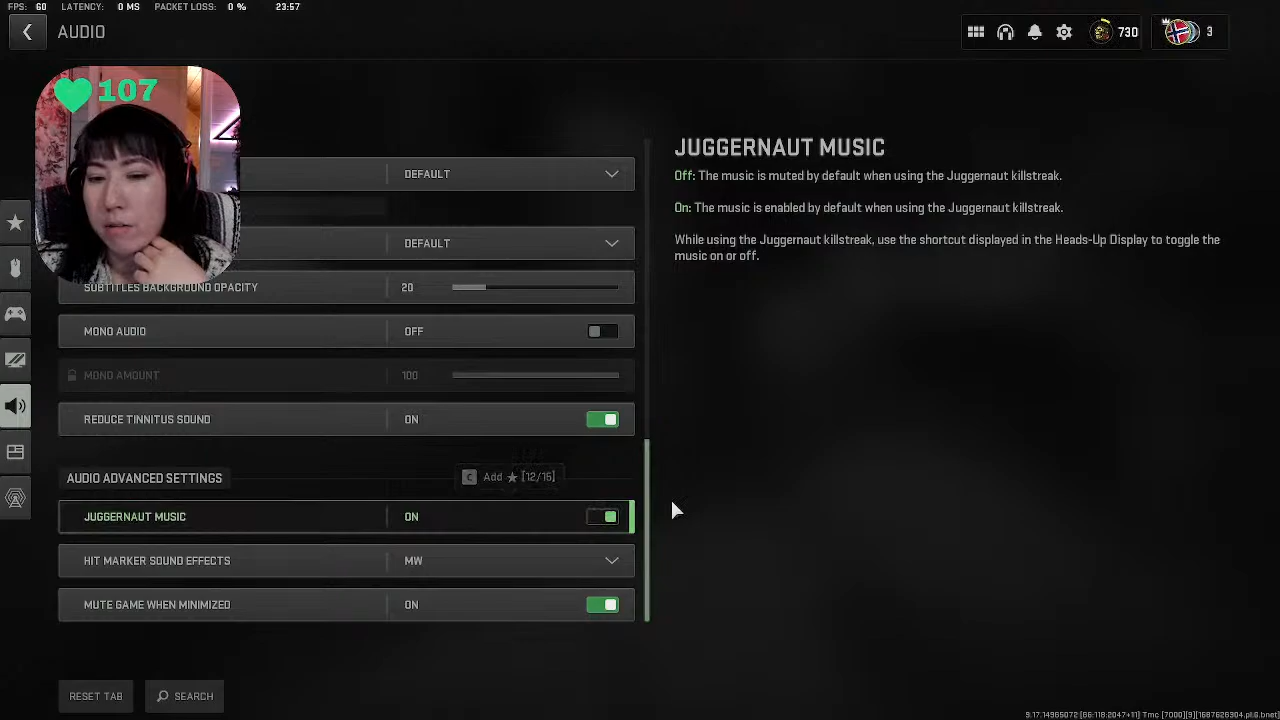 FPS: 60 LATENCY: 0 MS PACKET LOSS: 0 % 23:57
AUDIO
730
3
107
DEFAULT
DEFAULT
SUBTITLES BACKGROUND OPACITY 20
MONO AUDIO OFF
MONO AMOUNT 100
REDUCE TINNITUS SOUND ON
AUDIO ADVANCED SETTINGS
C Add ★ [12/15]
JUGGERNAUT MUSIC ON
HIT MARKER SOUND EFFECTS MW
MUTE GAME WHEN MINIMIZED ON
RESET TAB
SEARCH
JUGGERNAUT MUSIC
Off: The music is muted by default when using the Juggernaut killstreak.
On: The music is enabled by default when using the Juggernaut killstreak.
While using the Juggernaut killstreak, use the shortcut displayed in the Heads-Up Display to toggle the
music on or off.